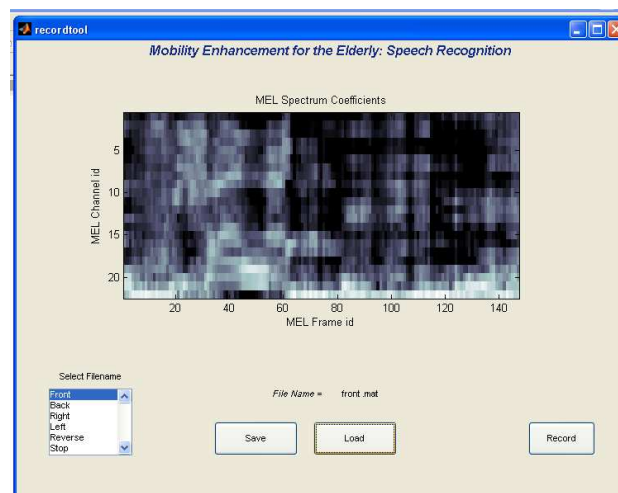 recordtool
Mobility Enhancement for the Elderly: Speech Recognition
MEL Spectrum Coefficients
MEL Channel id
5
10
15
20
20 40 60 80 100 120 140
MEL Frame id
Select Filename
Front
Back
Right
Left
Reverse
Stop
File Name = front .mat
Save Load Record